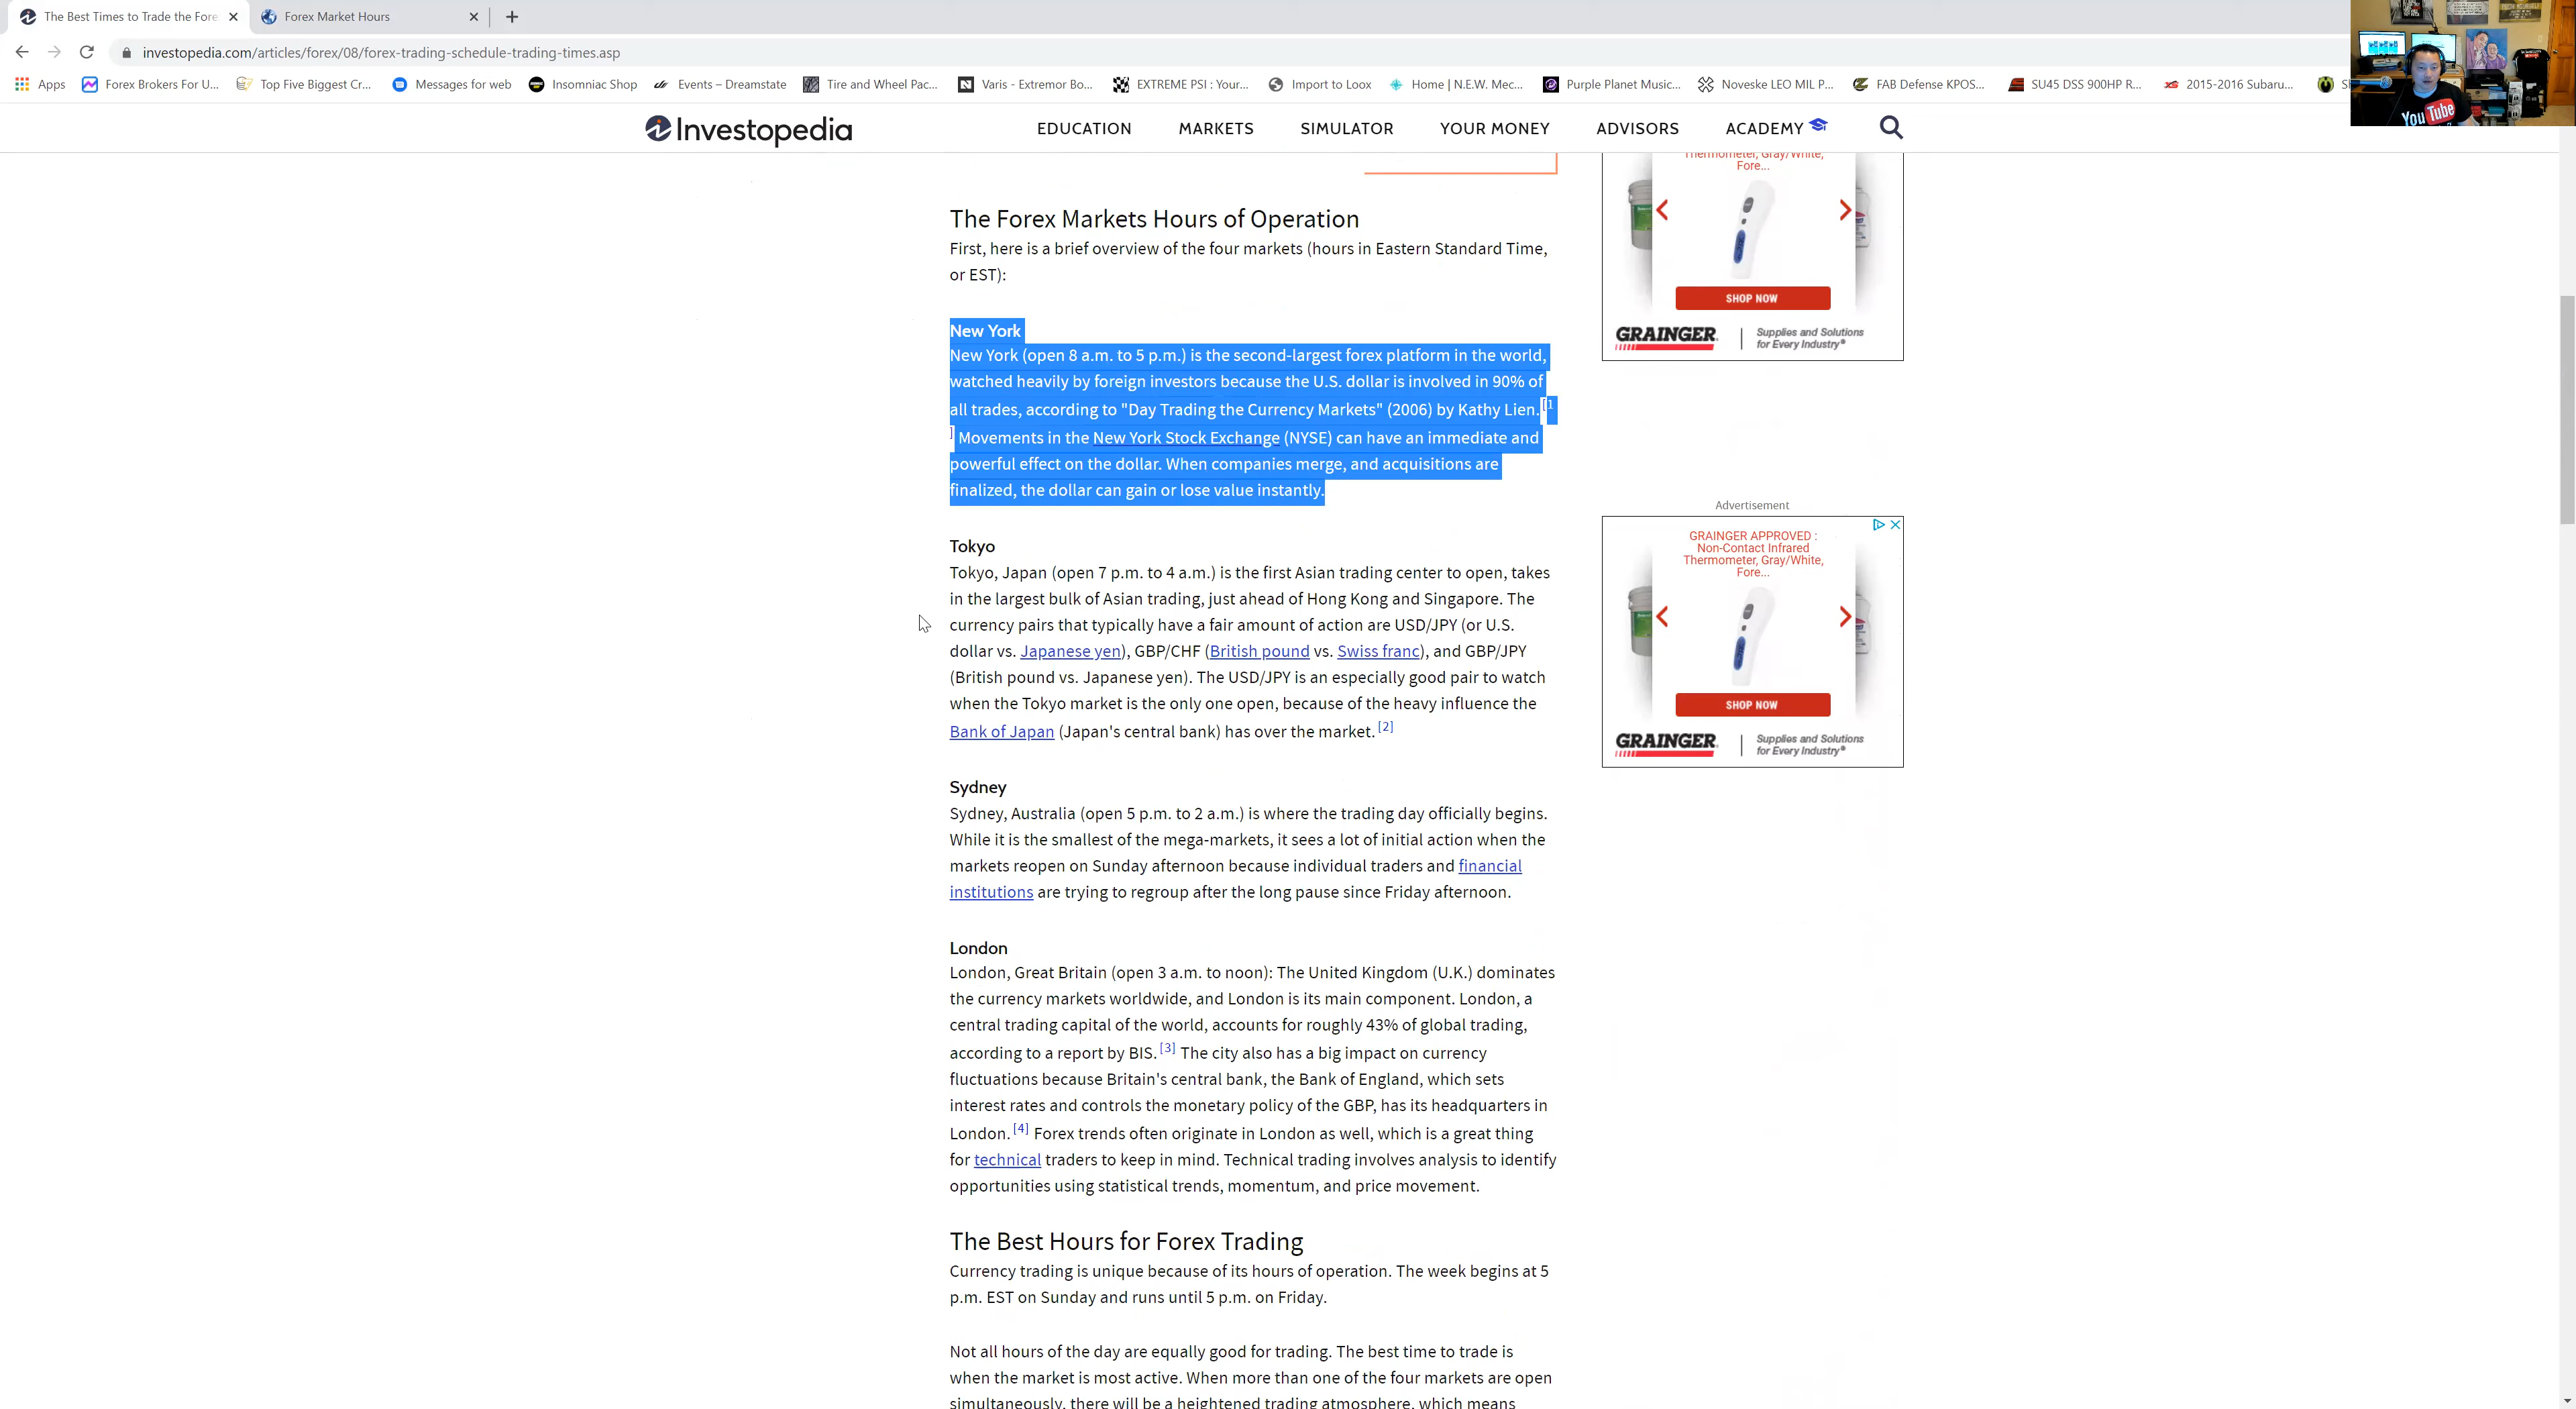 The Best Times to Trade the Fore
Forex Market Hours
investopedia.com/articles/forex/08/forex-trading-schedule-trading-times.asp
Apps
Forex Brokers For U...
Top Five Biggest Cr...
Messages for web
Insomniac Shop
Events – Dreamstate
Tire and Wheel Pac...
Varis - Extremor Bo...
EXTREME PSI : Your...
Import to Loox
Home | N.E.W. Mec...
Purple Planet Music...
Noveske LEO MIL P...
FAB Defense KPOS...
SU45 DSS 900HP R...
2015-2016 Subaru...
Investopedia
EDUCATION
MARKETS
SIMULATOR
YOUR MONEY
ADVISORS
ACADEMY
You Tube
The Forex Markets Hours of Operation
First, here is a brief overview of the four markets (hours in Eastern Standard Time,
or EST):
New York
New York (open 8 a.m. to 5 p.m.) is the second-largest forex platform in the world,
watched heavily by foreign investors because the U.S. dollar is involved in 90% of
all trades, according to "Day Trading the Currency Markets" (2006) by Kathy Lien. [1
] Movements in the New York Stock Exchange (NYSE) can have an immediate and
powerful effect on the dollar. When companies merge, and acquisitions are
finalized, the dollar can gain or lose value instantly.
Tokyo
Tokyo, Japan (open 7 p.m. to 4 a.m.) is the first Asian trading center to open, takes
in the largest bulk of Asian trading, just ahead of Hong Kong and Singapore. The
currency pairs that typically have a fair amount of action are USD/JPY (or U.S.
dollar vs. Japanese yen), GBP/CHF (British pound vs. Swiss franc), and GBP/JPY
(British pound vs. Japanese yen). The USD/JPY is an especially good pair to watch
when the Tokyo market is the only one open, because of the heavy influence the
Bank of Japan (Japan's central bank) has over the market. [2]
Sydney
Sydney, Australia (open 5 p.m. to 2 a.m.) is where the trading day officially begins.
While it is the smallest of the mega-markets, it sees a lot of initial action when the
markets reopen on Sunday afternoon because individual traders and financial
institutions are trying to regroup after the long pause since Friday afternoon.
London
London, Great Britain (open 3 a.m. to noon): The United Kingdom (U.K.) dominates
the currency markets worldwide, and London is its main component. London, a
central trading capital of the world, accounts for roughly 43% of global trading,
according to a report by BIS. [3] The city also has a big impact on currency
fluctuations because Britain's central bank, the Bank of England, which sets
interest rates and controls the monetary policy of the GBP, has its headquarters in
London. [4] Forex trends often originate in London as well, which is a great thing
for technical traders to keep in mind. Technical trading involves analysis to identify
opportunities using statistical trends, momentum, and price movement.
The Best Hours for Forex Trading
Currency trading is unique because of its hours of operation. The week begins at 5
p.m. EST on Sunday and runs until 5 p.m. on Friday.
Not all hours of the day are equally good for trading. The best time to trade is
when the market is most active. When more than one of the four markets are open
simultaneously, there will be a heightened trading atmosphere, which means
Thermometer, Gray/White,
Fore...
SHOP NOW
GRAINGER
Supplies and Solutions
for Every Industry®
Advertisement
GRAINGER APPROVED :
Non-Contact Infrared
Thermometer, Gray/White,
Fore...
SHOP NOW
GRAINGER
Supplies and Solutions
for Every Industry®